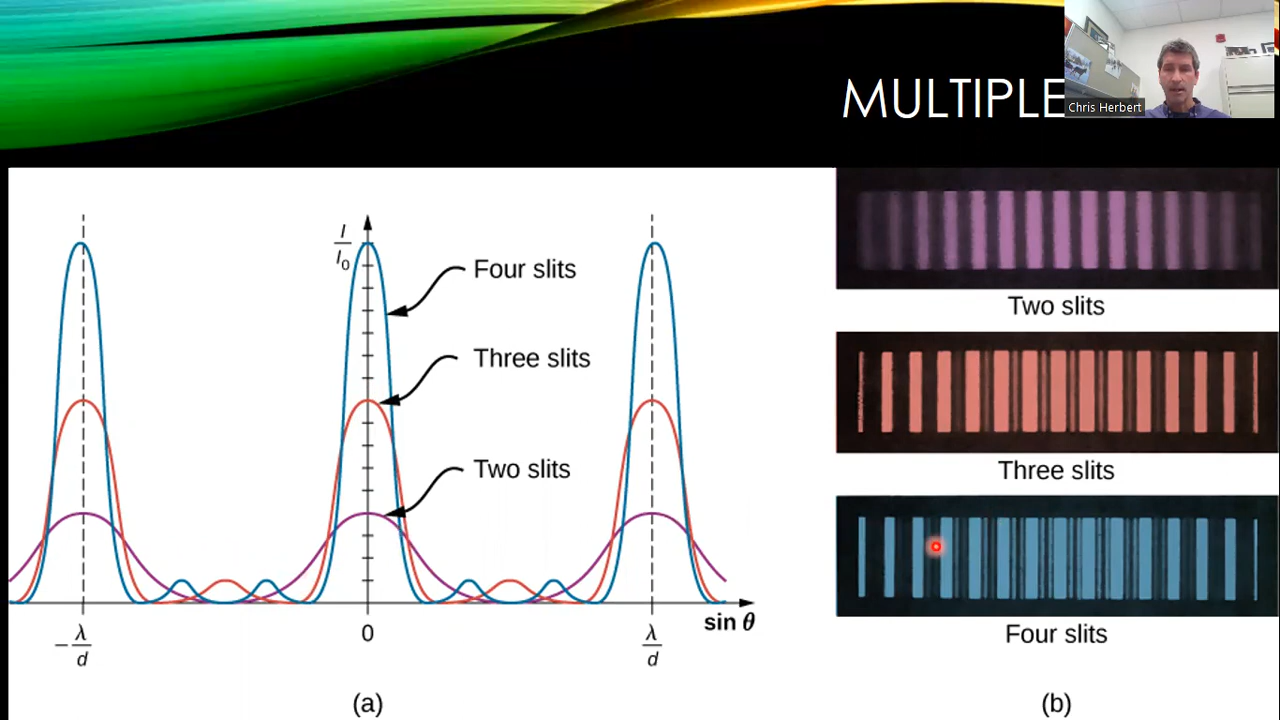 MULTIPLE
Chris Herbert
I
I₀
Four slits
Three slits
Two slits
sin θ
−λ
d
0
λ
d
(a)
Two slits
Three slits
Four slits
(b)